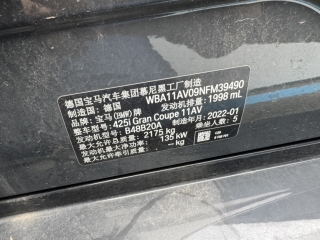 德国宝马汽车集团慕尼黑工厂制造
制造国：德国 WBA11AV09NFM39490
品牌：宝马(BMW)牌 发动机排量：1998 mL
整车型号：425i Gran Coupe 11AV
发动机型号：B48B20A 制造年月：2022-01
最大允许总质量：2175 kg 乘坐人数：5
发动机最大净功率：135 kW
最大允许牵引质量：- kg